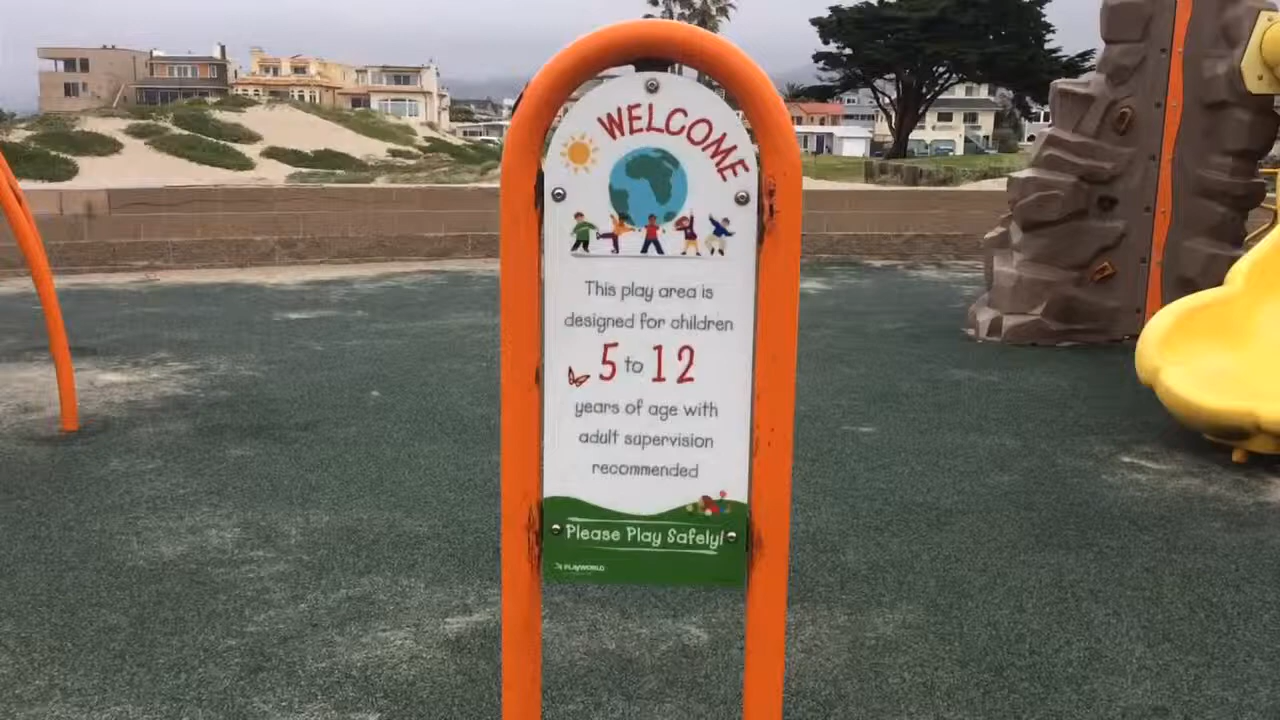 WELCOME
This play area is
designed for children
5 to 12
years of age with
adult supervision
recommended
Please Play Safely!
PLAYWORLD